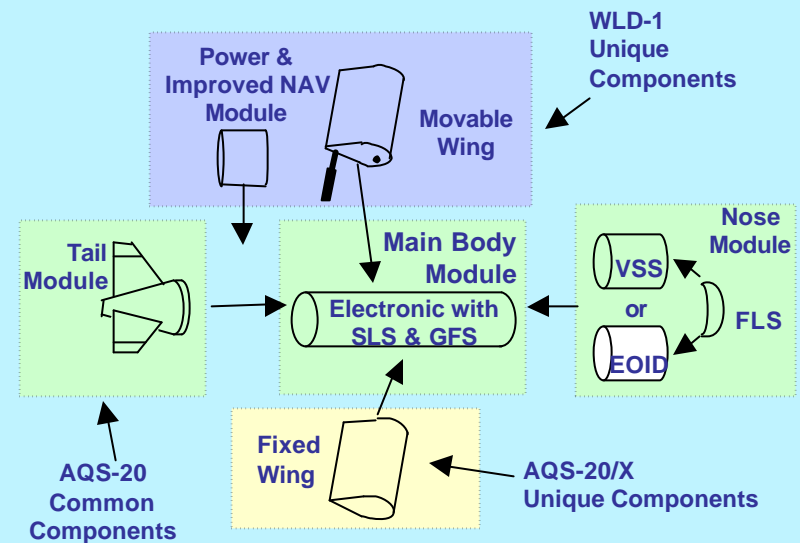 WLD-1
Unique
Components
Power &
Improved NAV
Module
Movable
Wing
Tail
Module
Main Body
Module
Electronic with
SLS & GFS
Nose
Module
VSS
or
EOID
FLS
Fixed
Wing
AQS-20
Common
Components
AQS-20/X
Unique Components